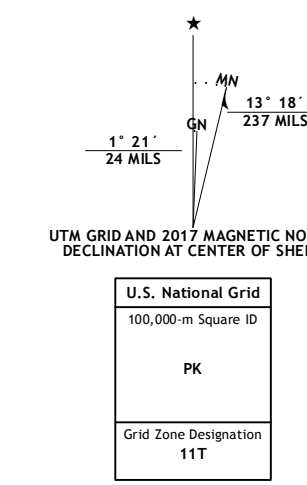 ★
MN
GN
13° 18´
237 MILS
1° 21´
24 MILS
UTM GRID AND 2017 MAGNETIC NO
DECLINATION AT CENTER OF SHE
U.S. National Grid
100,000-m Square ID
PK
Grid Zone Designation
11T